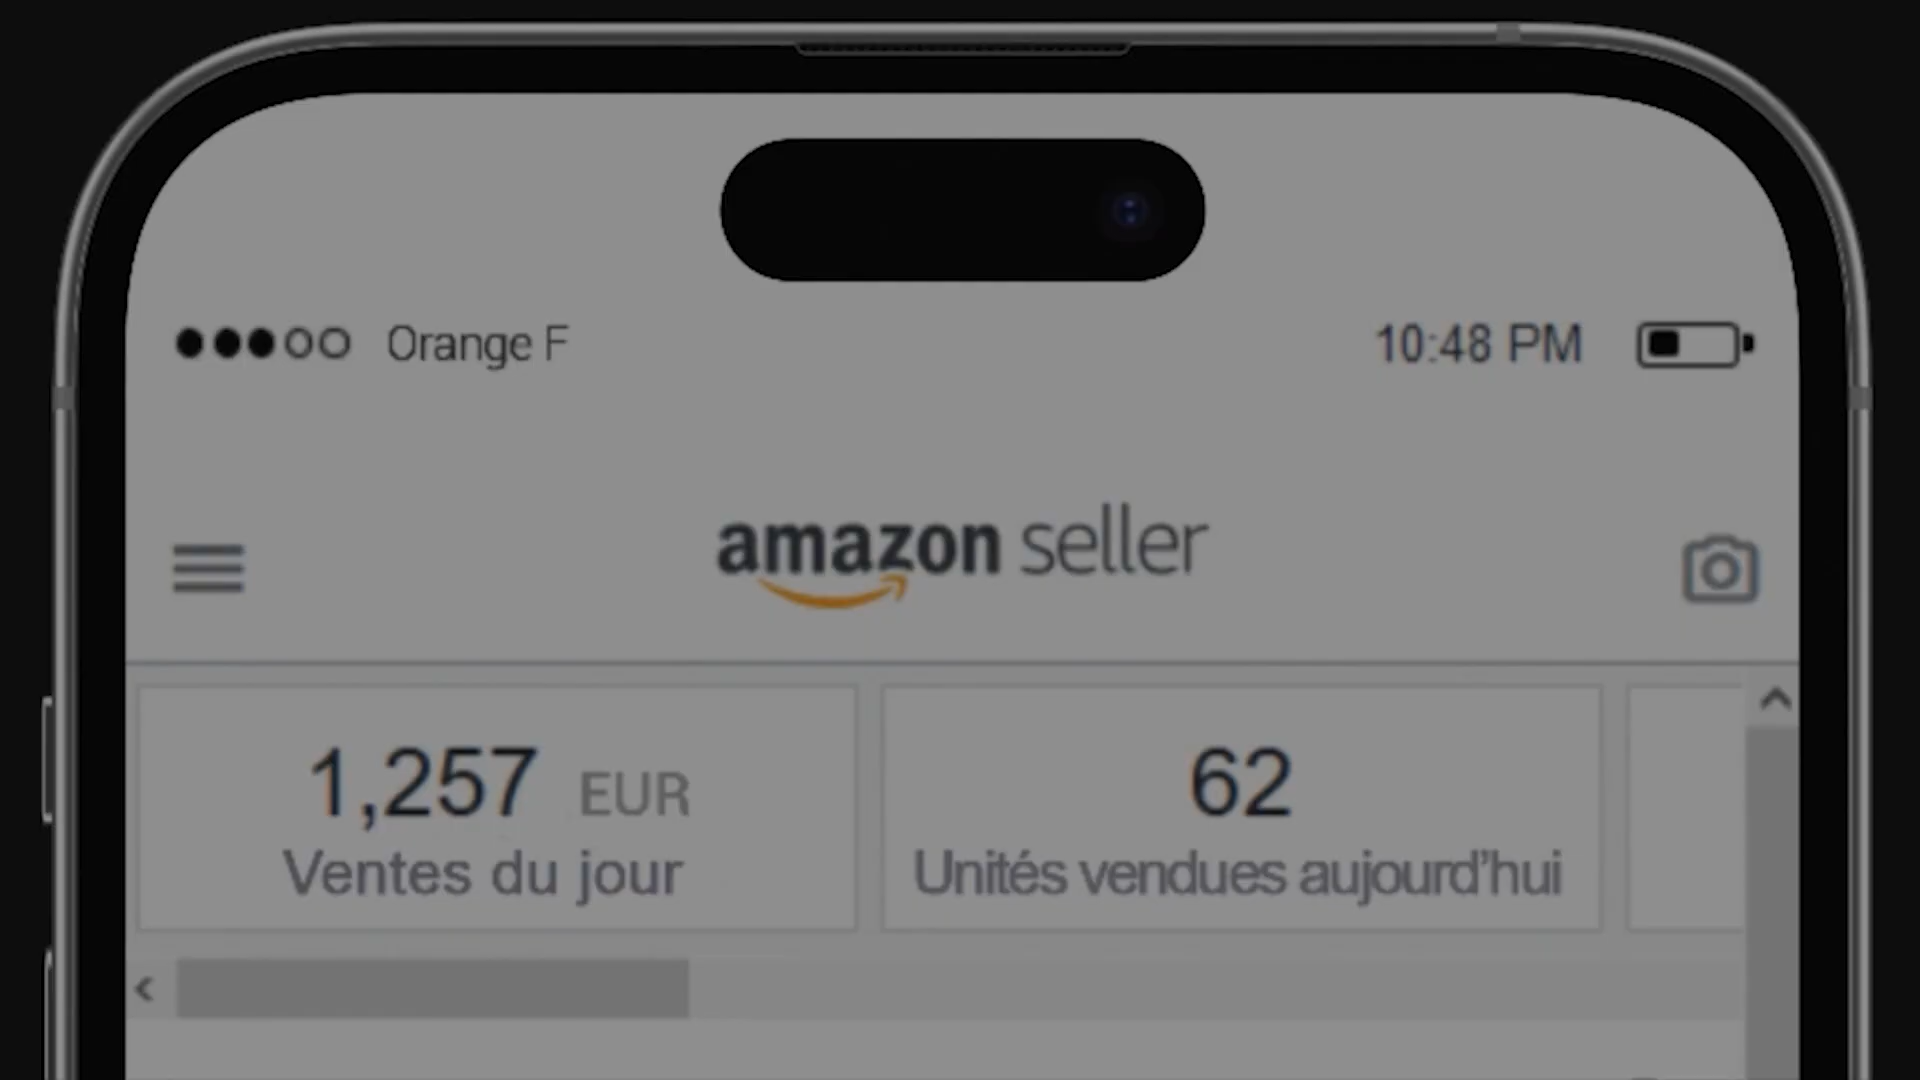 Orange F
10:48 PM
amazon seller
1,257 EUR
Ventes du jour
62
Unités vendues aujourd’hui